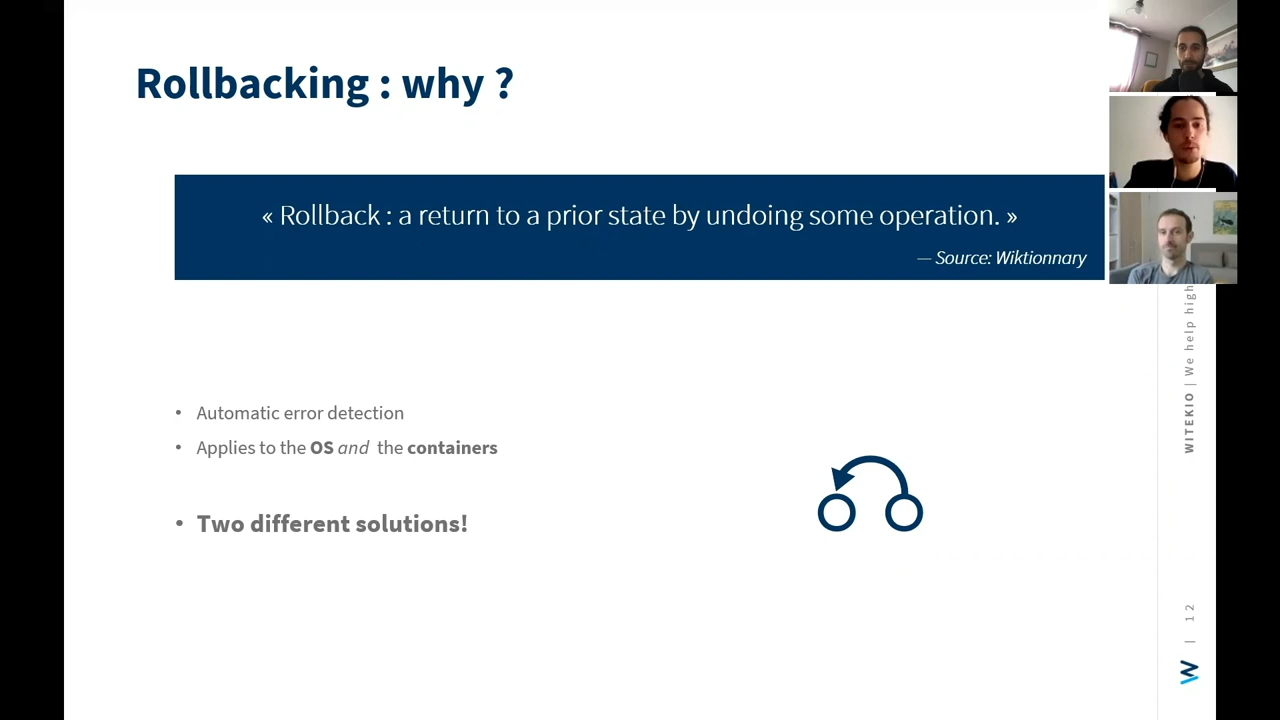 Rollbacking : why ?
« Rollback : a return to a prior state by undoing some operation. »
— Source: Wiktionnary
• Automatic error detection
• Applies to the OS and the containers
• Two different solutions!
WITEKIO | We help high
| 12